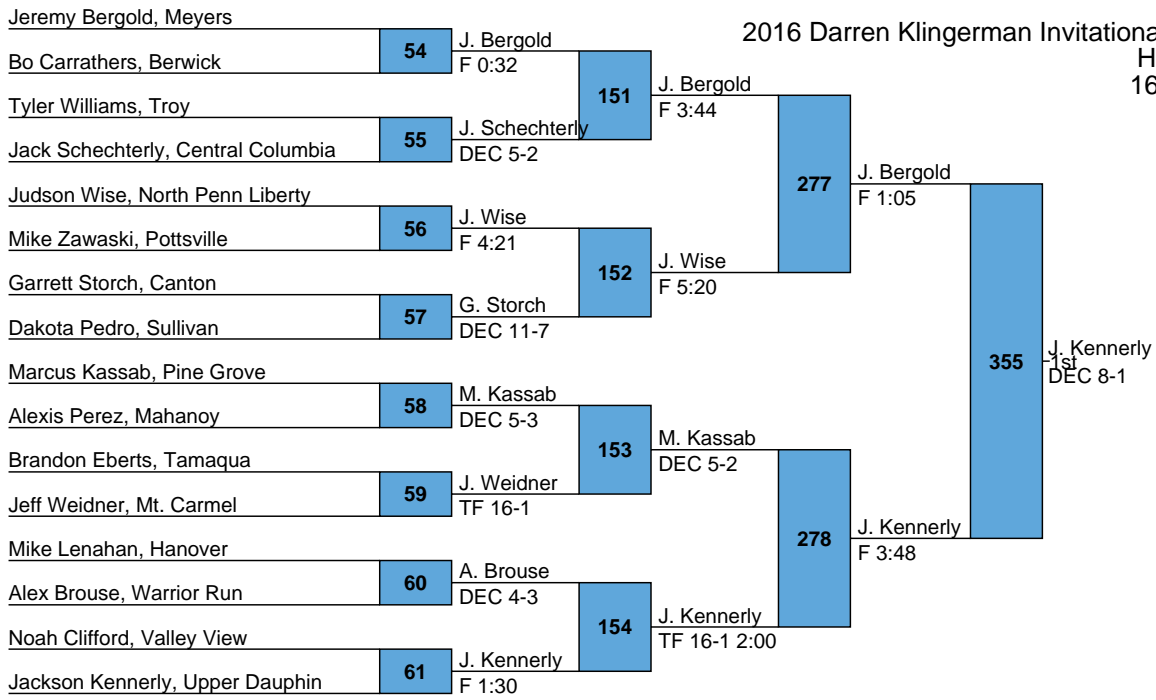 2016 Darren Klingerman Invitationa
H
16
Jeremy Bergold, Meyers
Bo Carrathers, Berwick
Tyler Williams, Troy
Jack Schechterly, Central Columbia
Judson Wise, North Penn Liberty
Mike Zawaski, Pottsville
Garrett Storch, Canton
Dakota Pedro, Sullivan
Marcus Kassab, Pine Grove
Alexis Perez, Mahanoy
Brandon Eberts, Tamaqua
Jeff Weidner, Mt. Carmel
Mike Lenahan, Hanover
Alex Brouse, Warrior Run
Noah Clifford, Valley View
Jackson Kennerly, Upper Dauphin
54
55
56
57
58
59
60
61
J. Bergold
F 0:32
J. Schechterly
DEC 5-2
J. Wise
F 4:21
G. Storch
DEC 11-7
M. Kassab
DEC 5-3
J. Weidner
TF 16-1
A. Brouse
DEC 4-3
J. Kennerly
F 1:30
151
152
153
154
J. Bergold
F 3:44
J. Wise
F 5:20
M. Kassab
DEC 5-2
J. Kennerly
TF 16-1 2:00
277
278
J. Bergold
F 1:05
J. Kennerly
F 3:48
355
J. Kennerly
1st
DEC 8-1